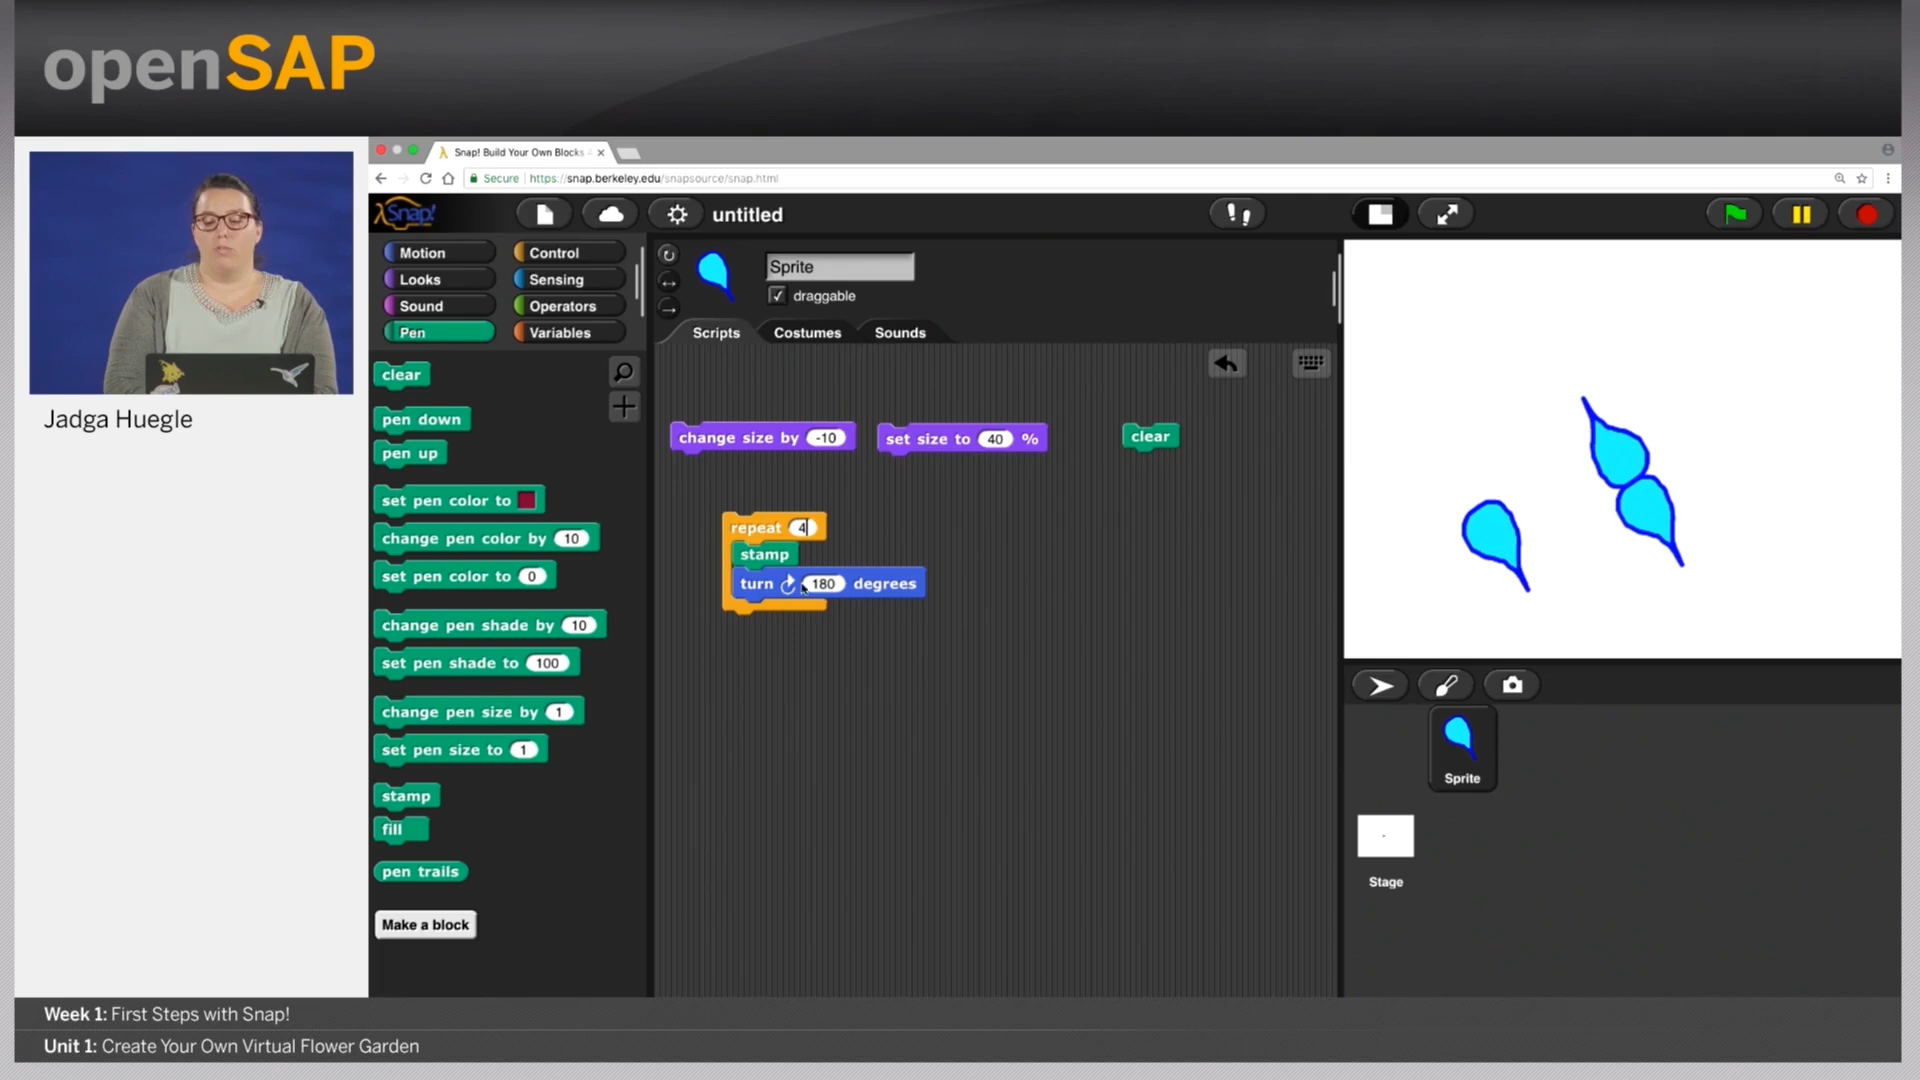 openSAP
Jadga Huegle
Snap! Build Your Own Blocks
Secure
https://snap.berkeley.edu/snapsource/snap.html
Snap!
untitled
Motion
Control
Looks
Sensing
Sound
Operators
Pen
Variables
Sprite
draggable
Scripts
Costumes
Sounds
clear
pen down
pen up
set pen color to
change pen color by 10
set pen color to 0
change pen shade by 10
set pen shade to 100
change pen size by 1
set pen size to 1
stamp
fill
pen trails
Make a block
change size by -10
set size to 40 %
clear
repeat 4
stamp
turn 180 degrees
Sprite
Stage
Week 1: First Steps with Snap!
Unit 1: Create Your Own Virtual Flower Garden